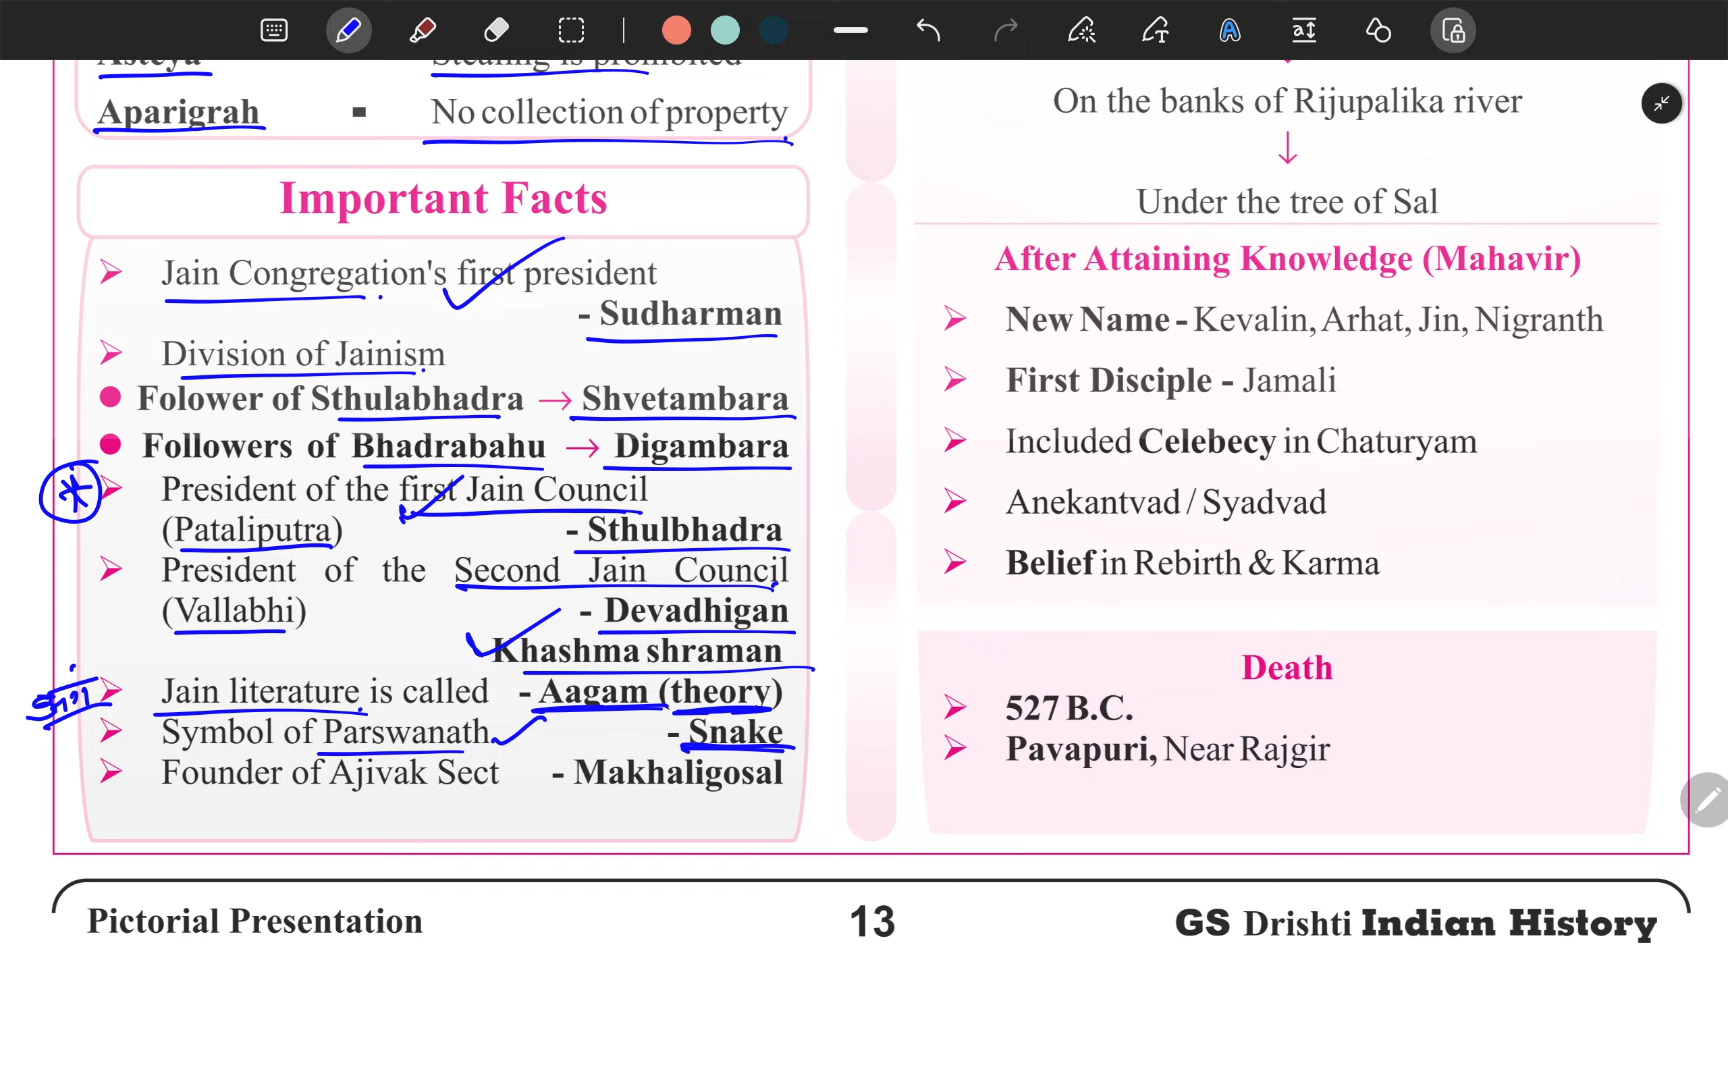 Asteya Stealing is prohibited
Aparigrah ▪ No collection of property
Important Facts
Jain Congregation's first president
- Sudharman
Division of Jainism
Folower of Sthulabhadra → Shvetambara
Followers of Bhadrabahu → Digambara
President of the first Jain Council
(Pataliputra) - Sthulbhadra
President of the Second Jain Council
(Vallabhi) - Devadhigan
Khashma shraman
Jain literature is called - Aagam (theory)
Symbol of Parswanath - Snake
Founder of Ajivak Sect - Makhaligosal
On the banks of Rijupalika river
↓
Under the tree of Sal
After Attaining Knowledge (Mahavir)
New Name - Kevalin, Arhat, Jin, Nigranth
First Disciple - Jamali
Included Celebecy in Chaturyam
Anekantvad / Syadvad
Belief in Rebirth & Karma
Death
527 B.C.
Pavapuri, Near Rajgir
Pictorial Presentation 13 GS Drishti Indian History